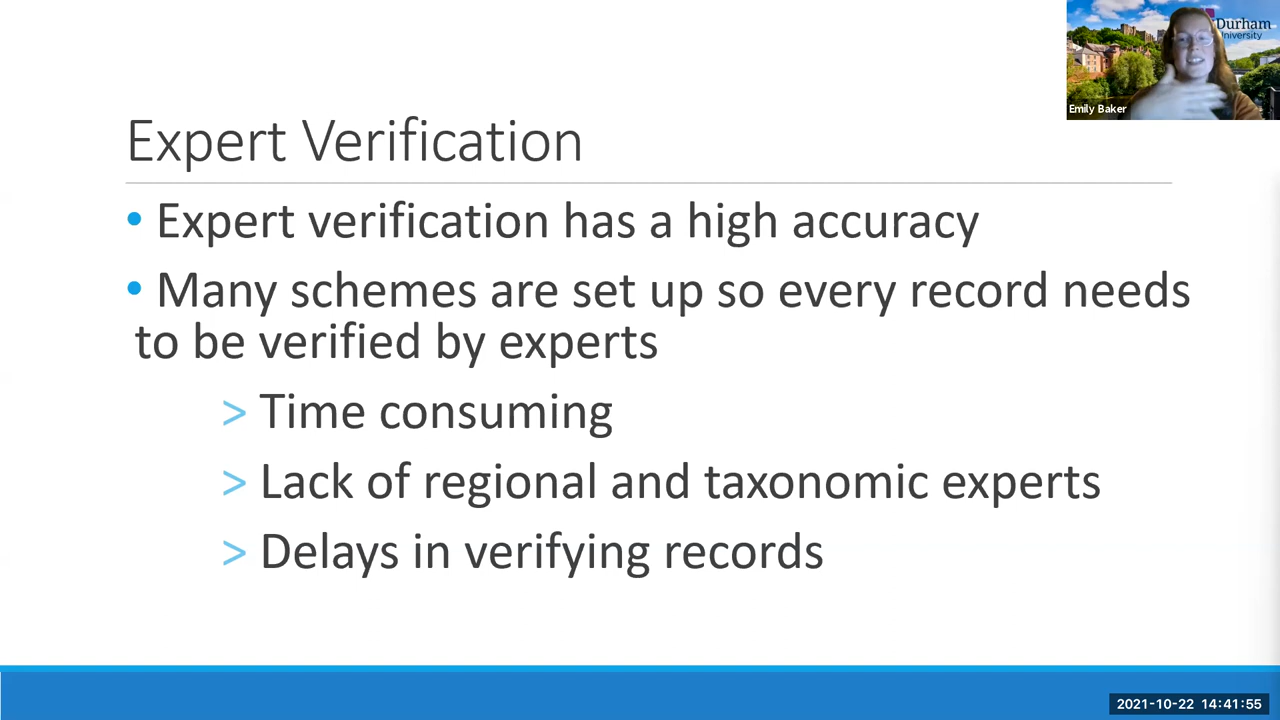 Durham
University
Emily Baker
Expert Verification
• Expert verification has a high accuracy
• Many schemes are set up so every record needs
to be verified by experts
> Time consuming
> Lack of regional and taxonomic experts
> Delays in verifying records
2021-10-22 14:41:55